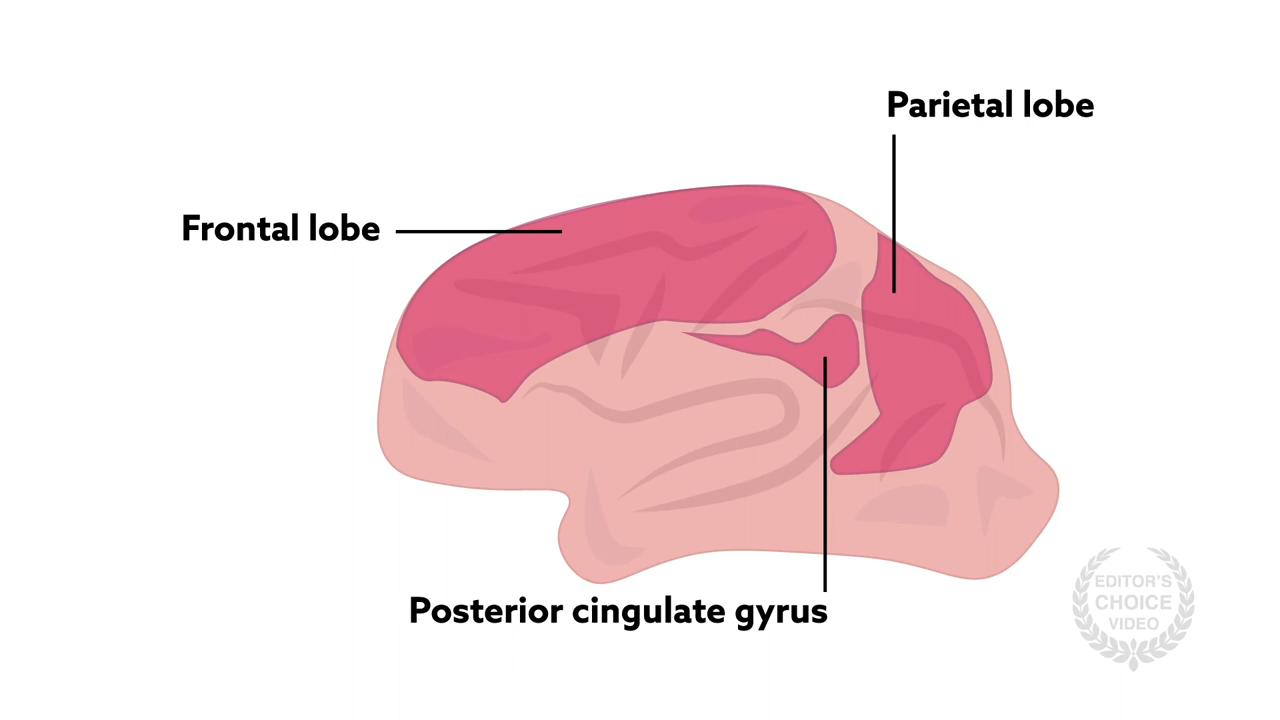 Parietal lobe
Frontal lobe
Posterior cingulate gyrus
EDITOR'S
CHOICE
VIDEO